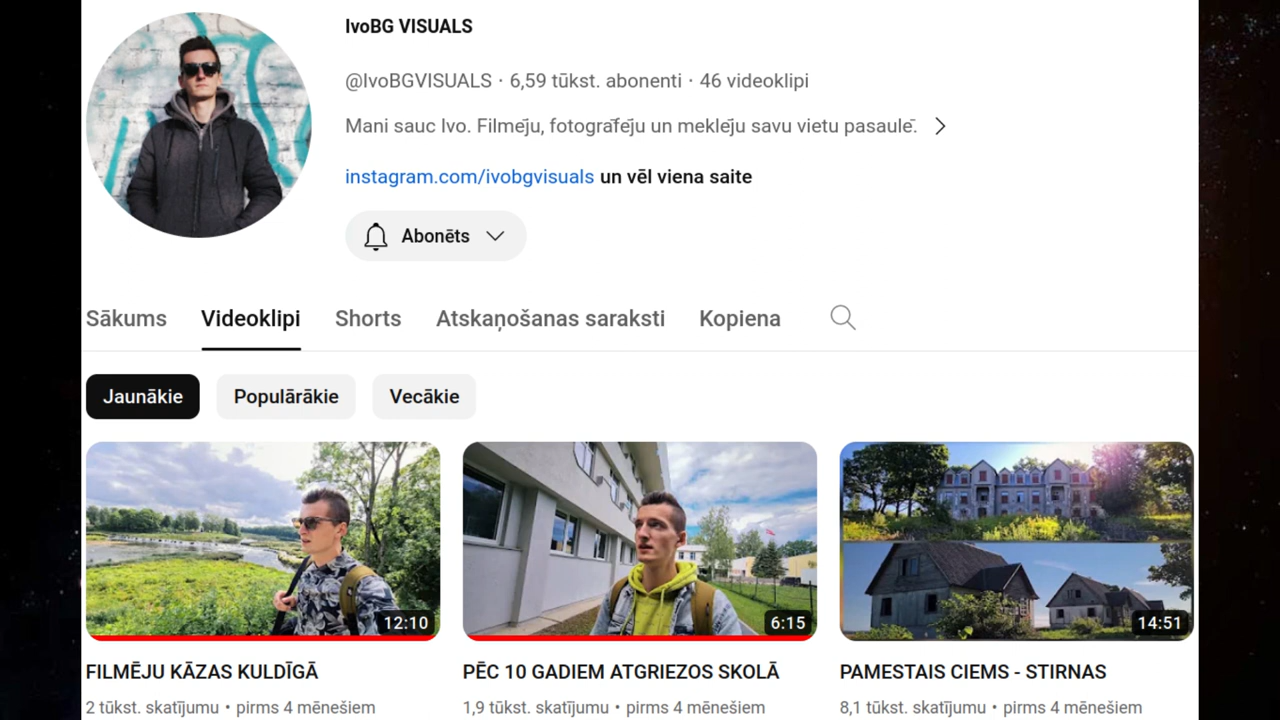 IvoBG VISUALS
@IvoBGVISUALS · 6,59 tūkst. abonenti · 46 videoklipi
Mani sauc Ivo. Filmēju, fotografēju un meklēju savu vietu pasaulē.
instagram.com/ivobgvisuals un vēl viena saite
Abonēts
Sākums Videoklipi Shorts Atskaņošanas saraksti Kopiena
Jaunākie Populārākie Vecākie
12:10 6:15 14:51
FILMĒJU KĀZAS KULDĪGĀ PĒC 10 GADIEM ATGRIEZOS SKOLĀ PAMESTAIS CIEMS - STIRNAS
2 tūkst. skatījumu • pirms 4 mēnešiem 1,9 tūkst. skatījumu • pirms 4 mēnešiem 8,1 tūkst. skatījumu • pirms 4 mēnešiem